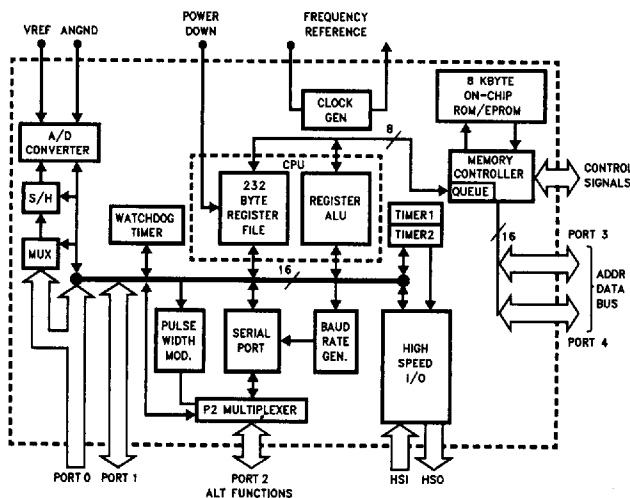 VREF ANGND
POWER
DOWN
FREQUENCY
REFERENCE
CLOCK
GEN
8 KBYTE
ON-CHIP
ROM/EPROM
A/D
CONVERTER
8
CPU
MEMORY
CONTROLLER
QUEUE
CONTROL
SIGNALS
S/H
232
BYTE
REGISTER
FILE
REGISTER
ALU
WATCHDOG
TIMER
TIMER1
TIMER2
16
MUX
16
PORT 3
ADDR
DATA
BUS
PORT 4
PULSE
WIDTH
MOD.
SERIAL
PORT
BAUD
RATE
GEN.
HIGH
SPEED
I/O
P2 MULTIPLEXER
PORT 0
PORT 1
PORT 2
ALT FUNCTIONS
HSI
HSO